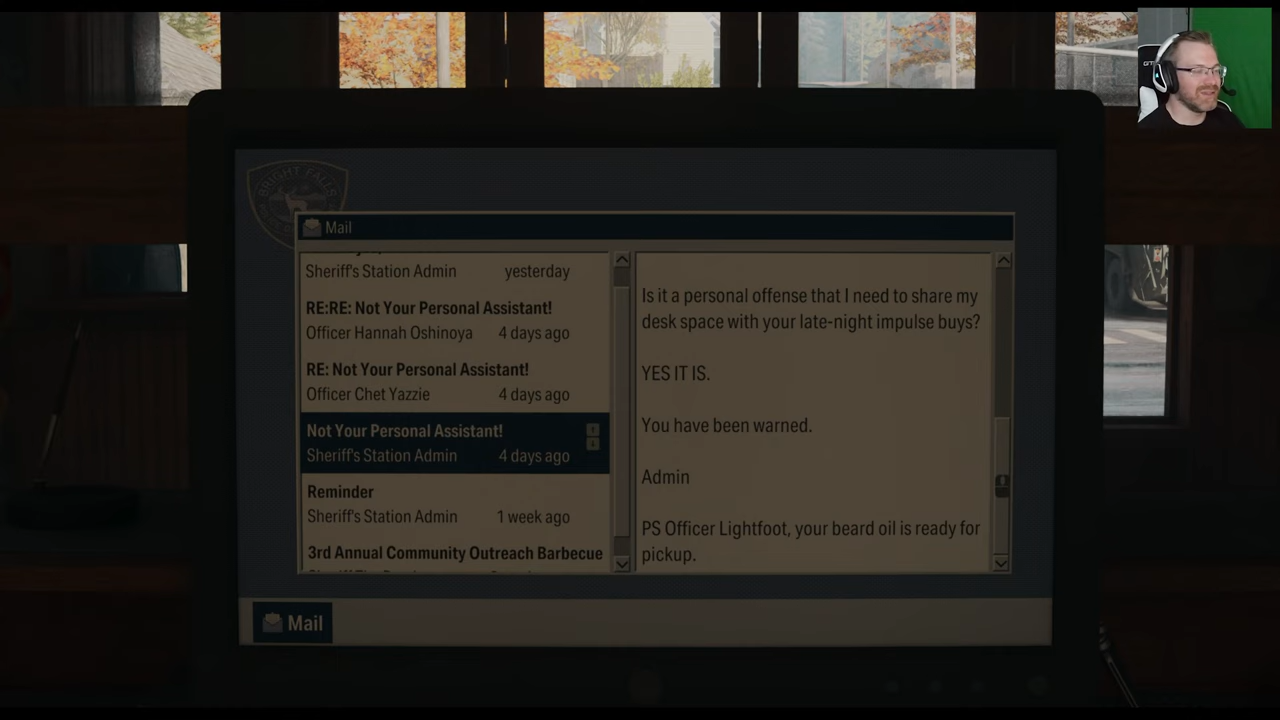 BRIGHT FALLS
Mail
Sheriff's Station Admin yesterday
RE:RE: Not Your Personal Assistant!
Officer Hannah Oshinoya 4 days ago
RE: Not Your Personal Assistant!
Officer Chet Yazzie 4 days ago
Not Your Personal Assistant!
Sheriff's Station Admin 4 days ago
Reminder
Sheriff's Station Admin 1 week ago
3rd Annual Community Outreach Barbecue
Is it a personal offense that I need to share my
desk space with your late-night impulse buys?
YES IT IS.
You have been warned.
Admin
PS Officer Lightfoot, your beard oil is ready for
pickup.
Mail